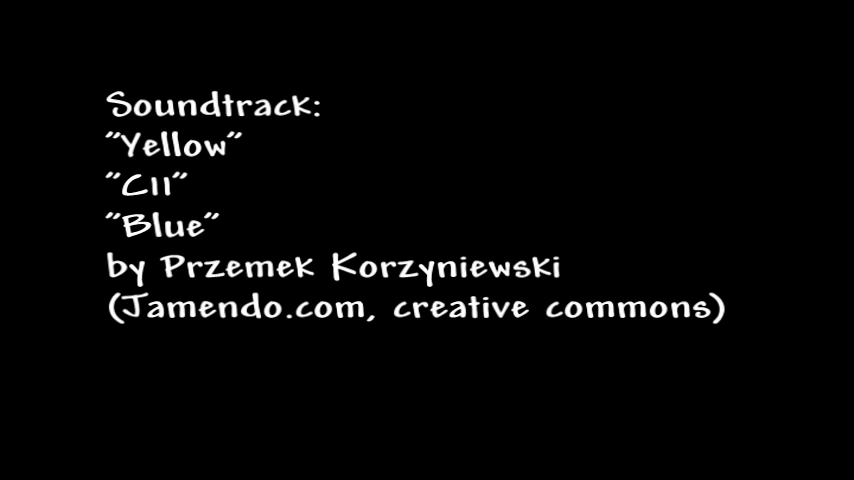 Soundtrack:
"Yellow"
"C11"
"Blue"
by Przemek Korzyniewski
(Jamendo.com, creative commons)